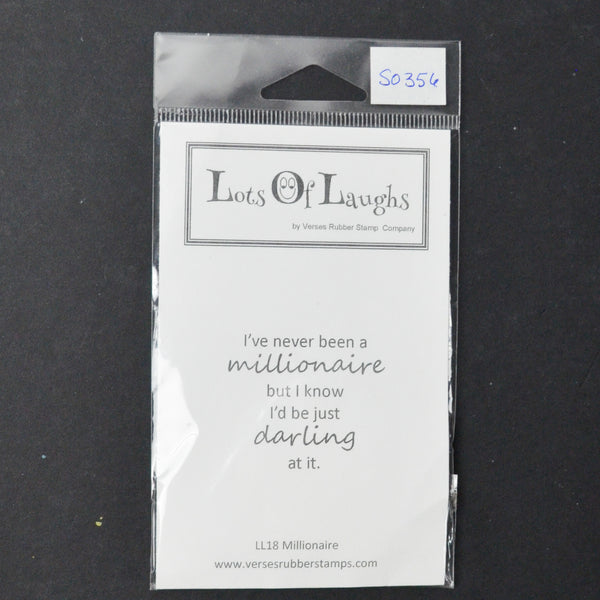 SO356
Lots Of Laughs
by Verses Rubber Stamp Company
I've never been a
millionaire
but I know
I'd be just
darling
at it.
LL18 Millionaire
www.versesrubberstamps.com